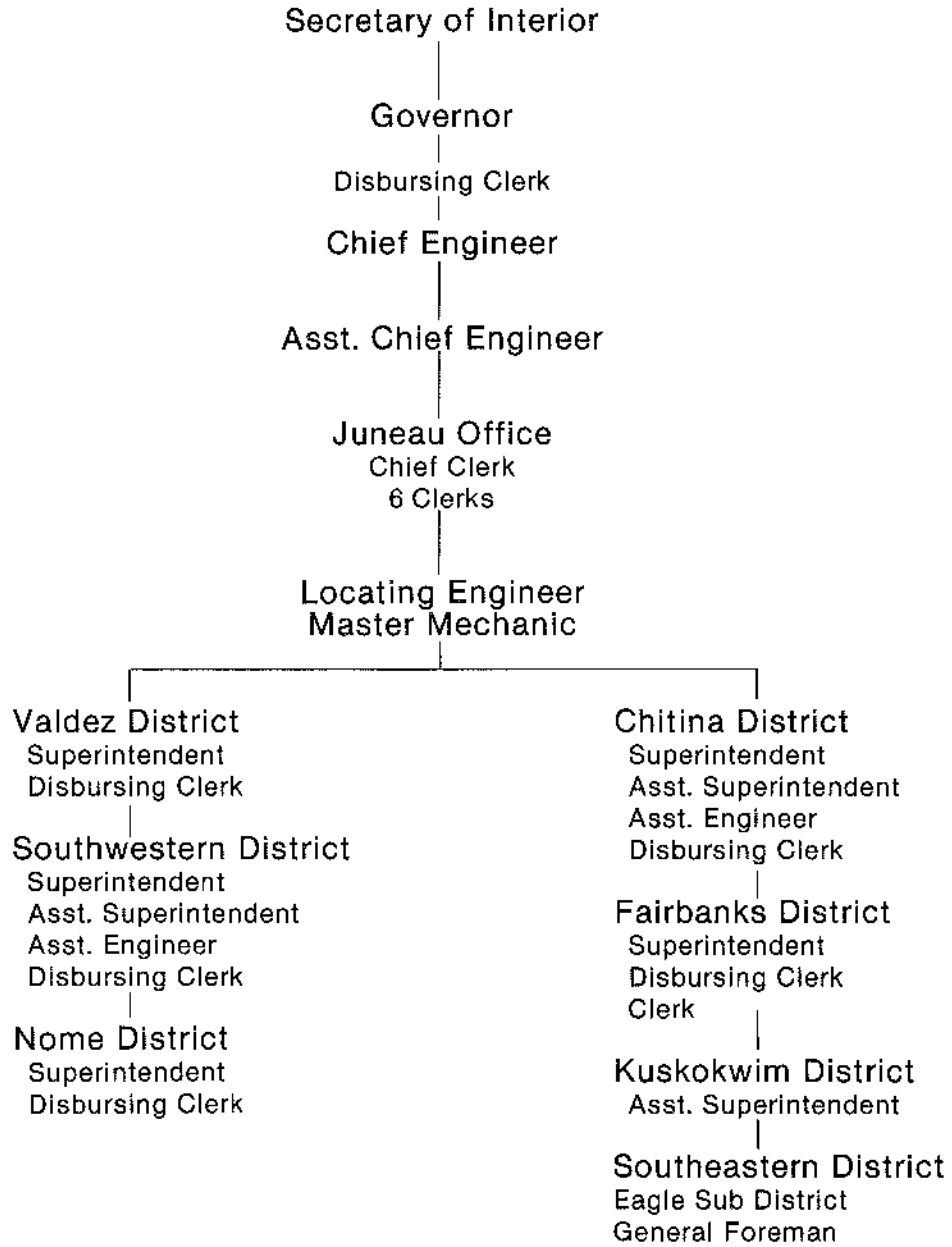 Secretary of Interior
Governor
Disbursing Clerk
Chief Engineer
Asst. Chief Engineer
Juneau Office
Chief Clerk
6 Clerks
Locating Engineer
Master Mechanic
Valdez District
Superintendent
Disbursing Clerk
Southwestern District
Superintendent
Asst. Superintendent
Asst. Engineer
Disbursing Clerk
Nome District
Superintendent
Disbursing Clerk
Chitina District
Superintendent
Asst. Superintendent
Asst. Engineer
Disbursing Clerk
Fairbanks District
Superintendent
Disbursing Clerk
Clerk
Kuskokwim District
Asst. Superintendent
Southeastern District
Eagle Sub District
General Foreman